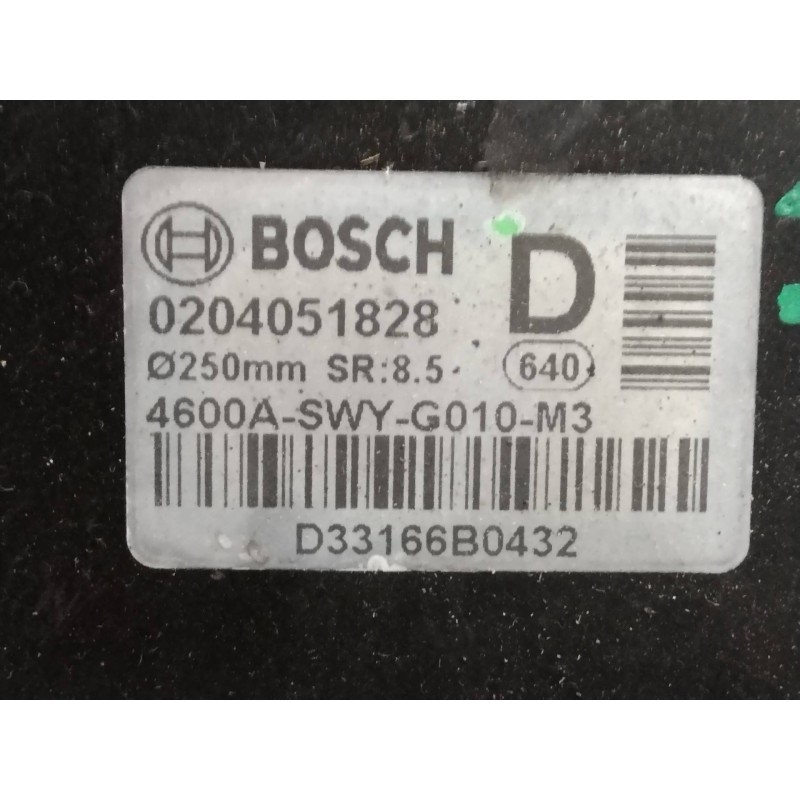 BOSCH D
0204051828
Ø250mm SR:8.5 640
4600A-SWY-G010-M3
D33166B0432